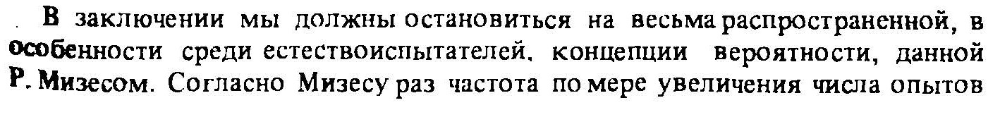 В заключении мы должны остановиться на весьма распространенной, в
особенности среди естествоиспытателей, концепции вероятности, данной
Р. Мизесом. Согласно Мизесу раз частота по мере увеличения числа опытов